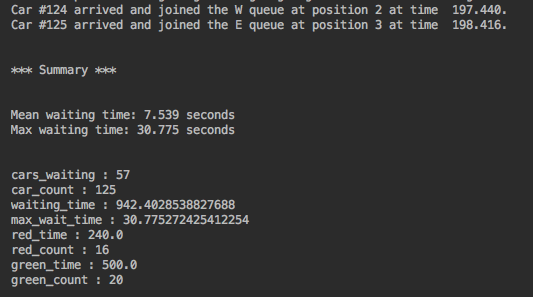 Car #124 arrived and joined the W queue at position 2 at time  197.440.
Car #125 arrived and joined the E queue at position 3 at time  198.416.
*** Summary ***
Mean waiting time: 7.539 seconds
Max waiting time: 30.775 seconds
cars_waiting : 57
car_count : 125
waiting_time : 942.4028538827688
max_wait_time : 30.775272425412254
red_time : 240.0
red_count : 16
green_time : 500.0
green_count : 20